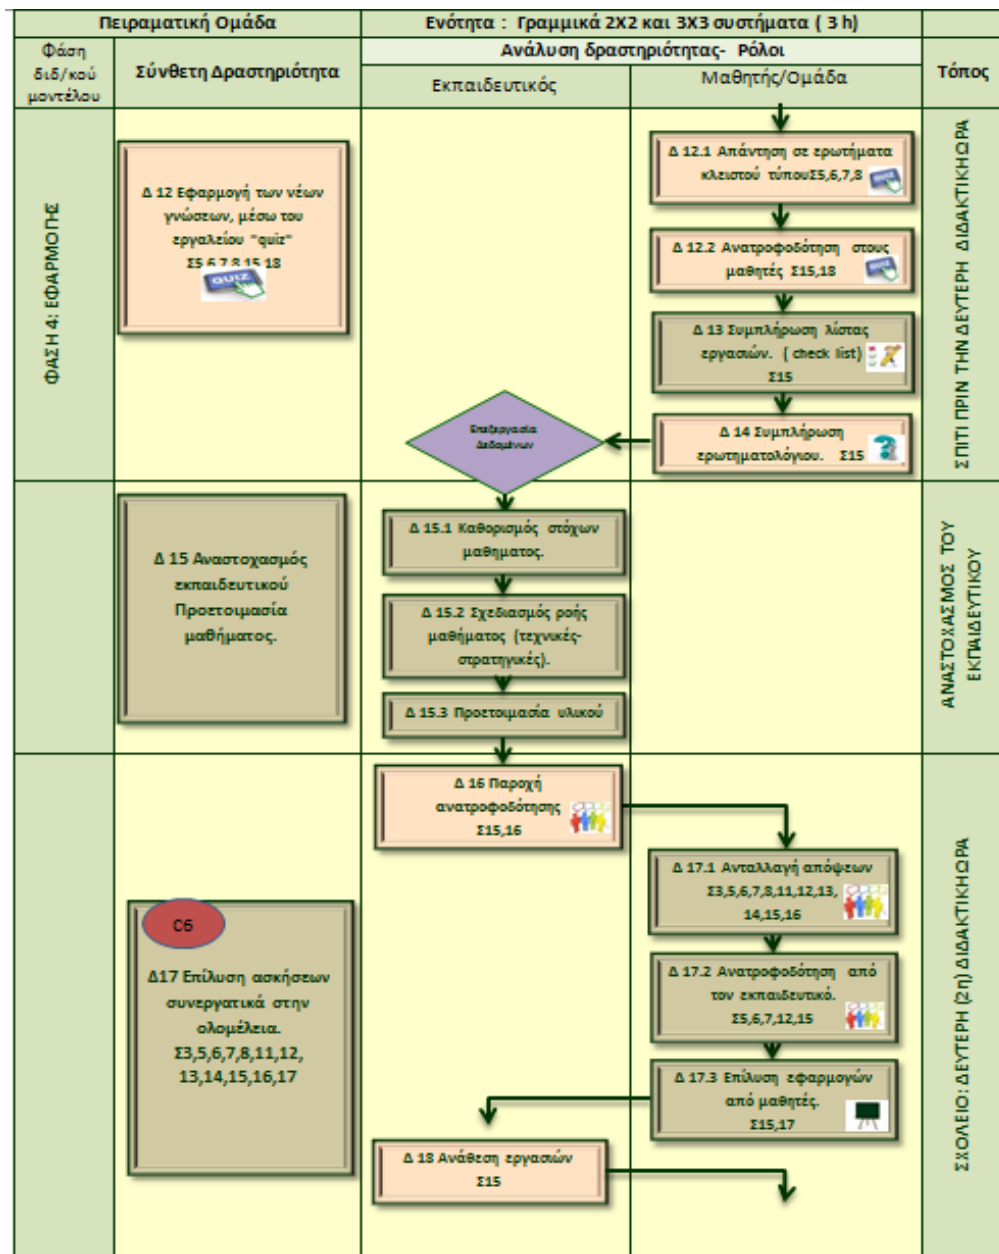 Πειραματική Ομάδα
Ενότητα : Γραμμικά 2Χ2 και 3Χ3 συστήματα ( 3 h)
Φάση
διδ/κού
μοντέλου
Σύνθετη Δραστηριότητα
Ανάλυση δραστηριότητας- Ρόλοι
Εκπαιδευτικός
Μαθητής/Ομάδα
Τόπος
ΦΑΣΗ 4: ΕΦΑΡΜΟΓΗΣ
Δ 12 Εφαρμογή των νέων
γνώσεων, μέσω του
εργαλείου "quiz"
Σ5,6,7,8,15,18
QUIZ
Δ 12.1 Απάντηση σε ερωτήματα
κλειστού τύπουΣ5,6,7,8
Δ 12.2 Ανατροφοδότηση στους
μαθητές Σ15,18
Δ 13 Συμπλήρωση λίστας
εργασιών. ( check list)
Σ15
Δ 14 Συμπλήρωση
ερωτηματολόγιου. Σ15
Επεξεργασία
Δεδομένων
ΣΠΙΤΙ ΠΡΙΝ ΤΗΝ ΔΕΥΤΕΡΗ ΔΙΔΑΚΤΙΚΗΩΡΑ
Δ 15 Αναστοχασμός
εκπαιδευτικού
Προετοιμασία
μαθήματος.
Δ 15.1 Καθορισμός στόχων
μαθηματος.
Δ 15.2 Σχεδιασμός ροής
μαθήματος (τεχνικές-
στρατηγικές).
Δ 15.3 Προετοιμασία υλικού
ΑΝΑΣΤΟΧΑΣΜΟΣ ΤΟΥ
ΕΚΠΑΙΔΕΥΤΙΚΟΥ
Δ 16 Παροχή
ανατροφοδότησης
Σ15,16
Δ 17.1 Ανταλλαγή απόψεων
Σ3,5,6,7,8,11,12,13,
14,15,16
C6
Δ17 Επίλυση ασκήσεων
συνεργατικά στην
ολομέλεια.
Σ3,5,6,7,8,11,12,
13,14,15,16,17
Δ 17.2 Ανατροφοδότηση από
τον εκπαιδευτικό.
Σ5,6,7,12,15
Δ 17.3 Επίλυση εφαρμογών
από μαθητές.
Σ15,17
Δ 18 Ανάθεση εργασιών
Σ15
ΣΧΟΛΕΙΟ: ΔΕΥΤΕΡΗ (2η) ΔΙΔΑΚΤΙΚΗΩΡΑ